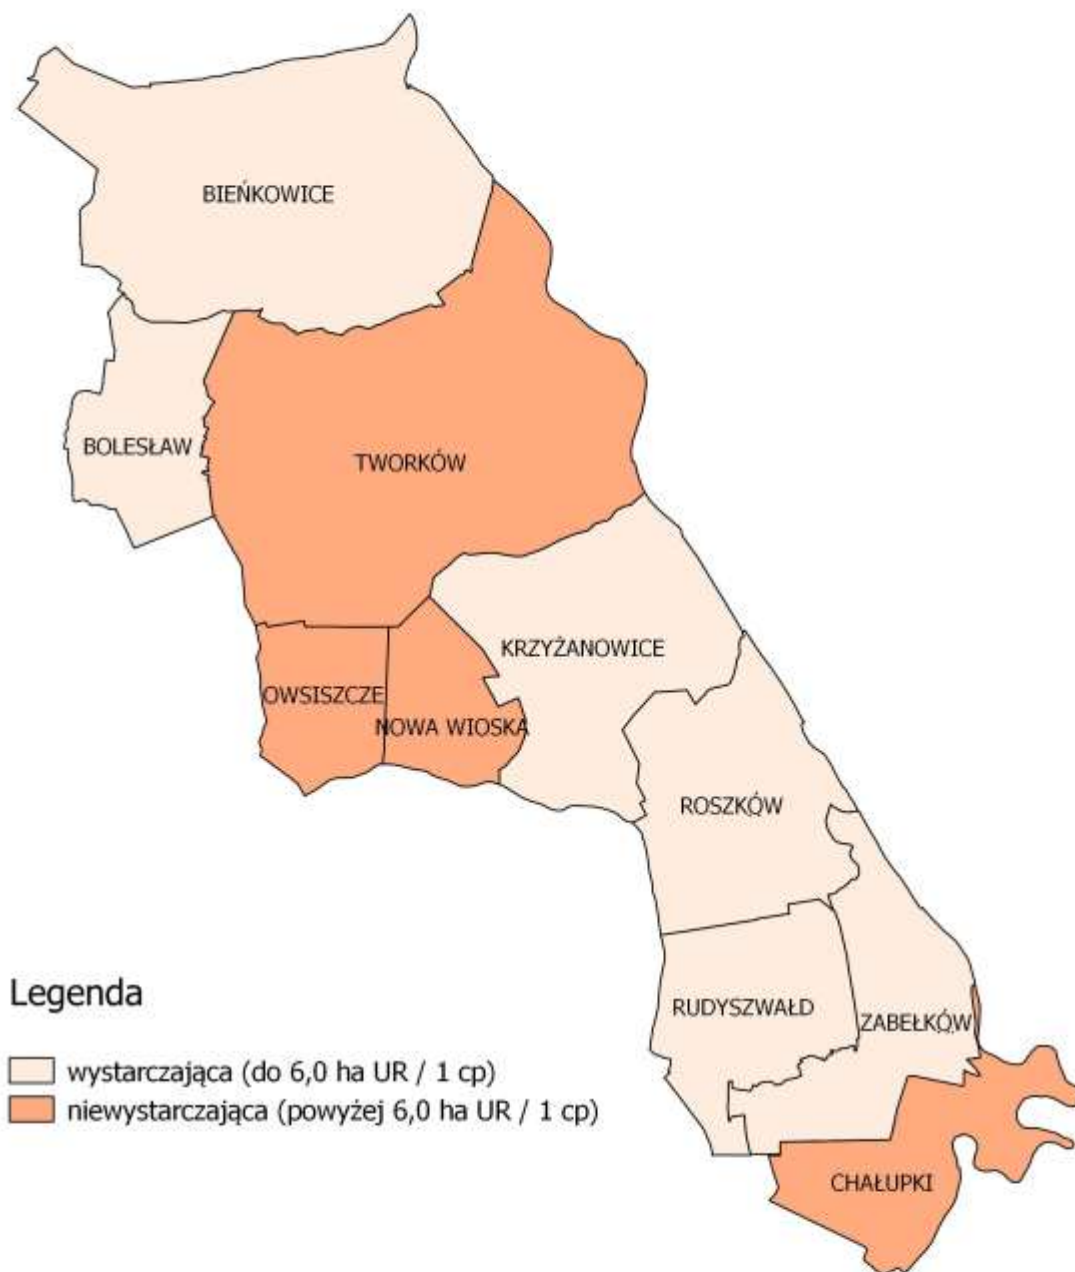 BIEŃKOWICE
BOLESŁAW
TWORKÓW
KRZYŻANOWICE
OWSISZCZE
NOWA WIOSKA
ROSZKÓW
RUDYSZWAŁD
ZABEŁKÓW
CHAŁUPKI
Legenda
wystarczająca (do 6,0 ha UR / 1 cp)
niewystarczająca (powyżej 6,0 ha UR / 1 cp)